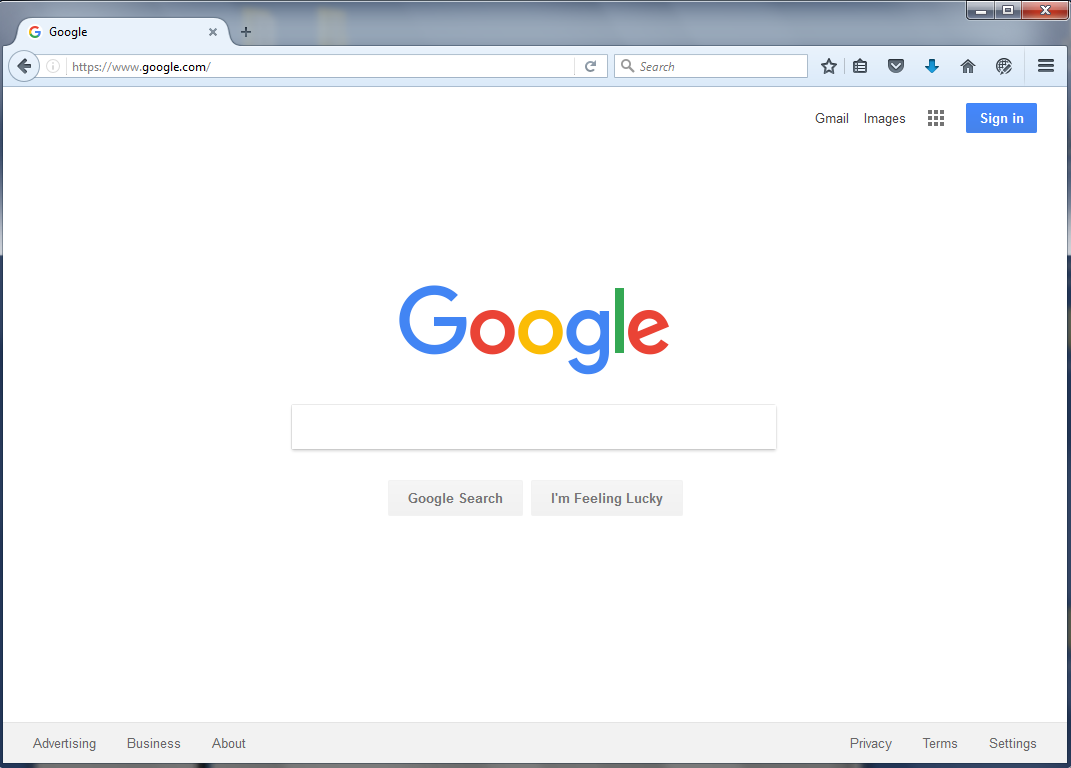 Google
https://www.google.com/
Search
Gmail Images Sign in
Google
Google Search I'm Feeling Lucky
Advertising Business About Privacy Terms Settings